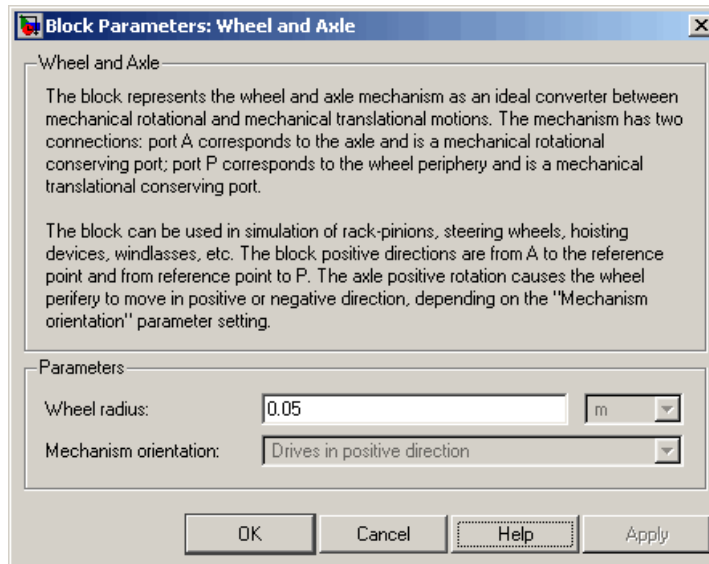 Block Parameters: Wheel and Axle
Wheel and Axle
The block represents the wheel and axle mechanism as an ideal converter between
mechanical rotational and mechanical translational motions. The mechanism has two
connections: port A corresponds to the axle and is a mechanical rotational
conserving port; port P corresponds to the wheel periphery and is a mechanical
translational conserving port.
The block can be used in simulation of rack-pinions, steering wheels, hoisting
devices, windlasses, etc. The block positive directions are from A to the reference
point and from reference point to P. The axle positive rotation causes the wheel
perifery to move in positive or negative direction, depending on the "Mechanism
orientation" parameter setting.
Parameters
Wheel radius: 0.05 m
Mechanism orientation: Drives in positive direction
OK Cancel Help Apply